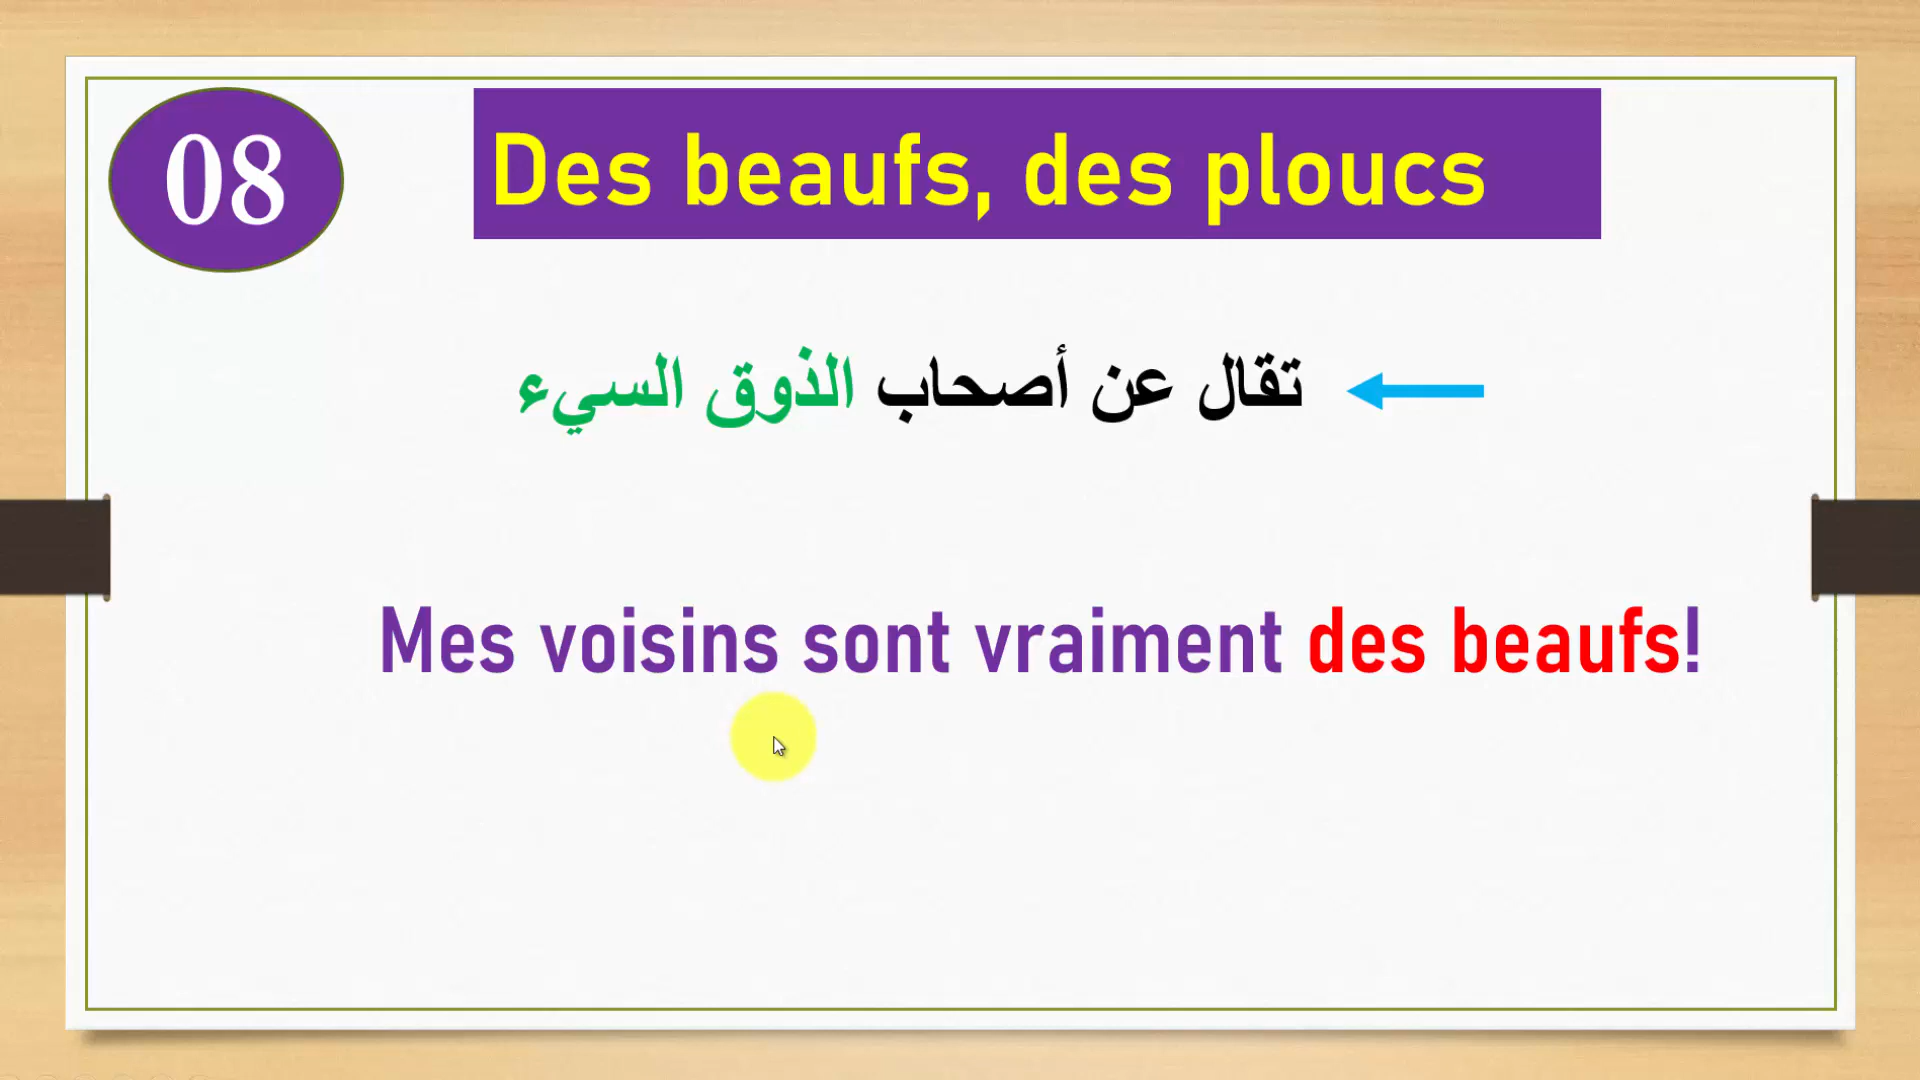 08
Des beaufs, des ploucs
تقال عن أصحاب الذوق السيء
Mes voisins sont vraiment des beaufs!